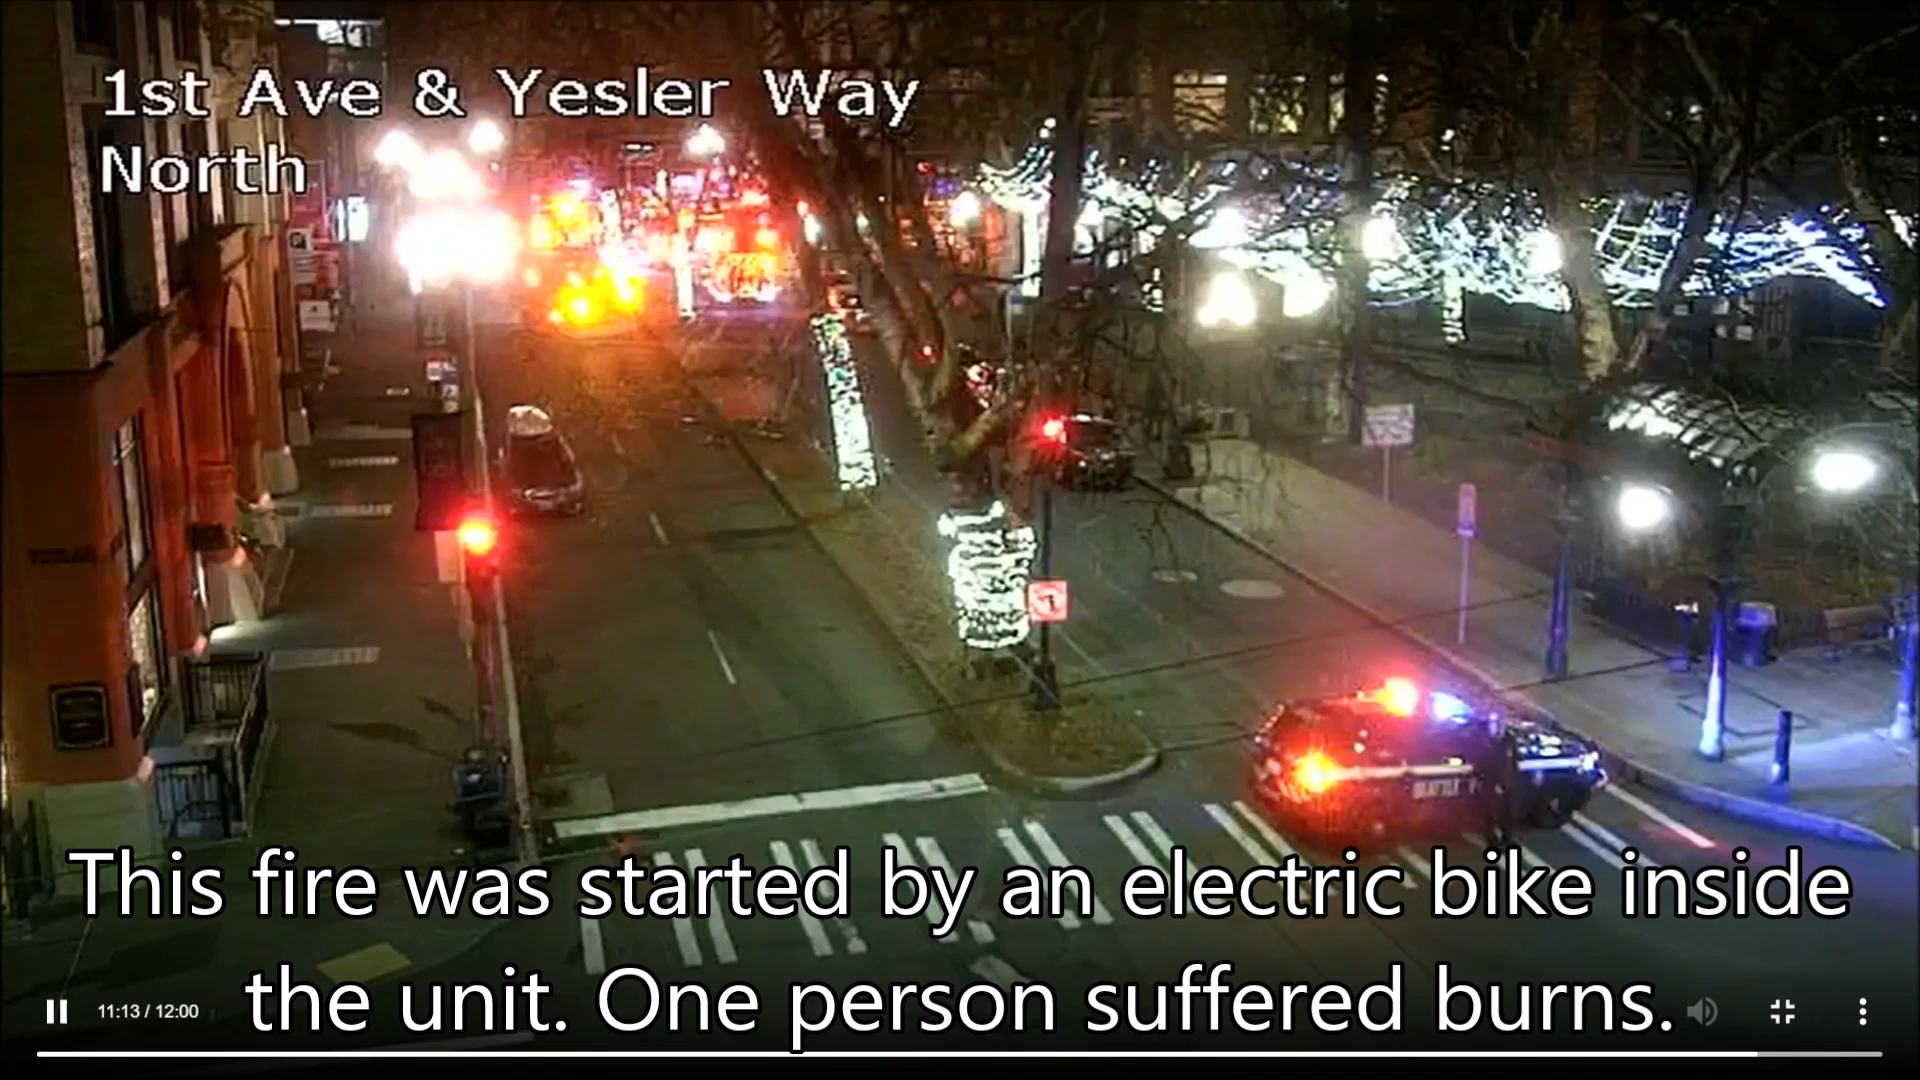 1st Ave & Yesler Way
North
SEATTLE
This fire was started by an electric bike inside
the unit. One person suffered burns.
11:13 / 12:00